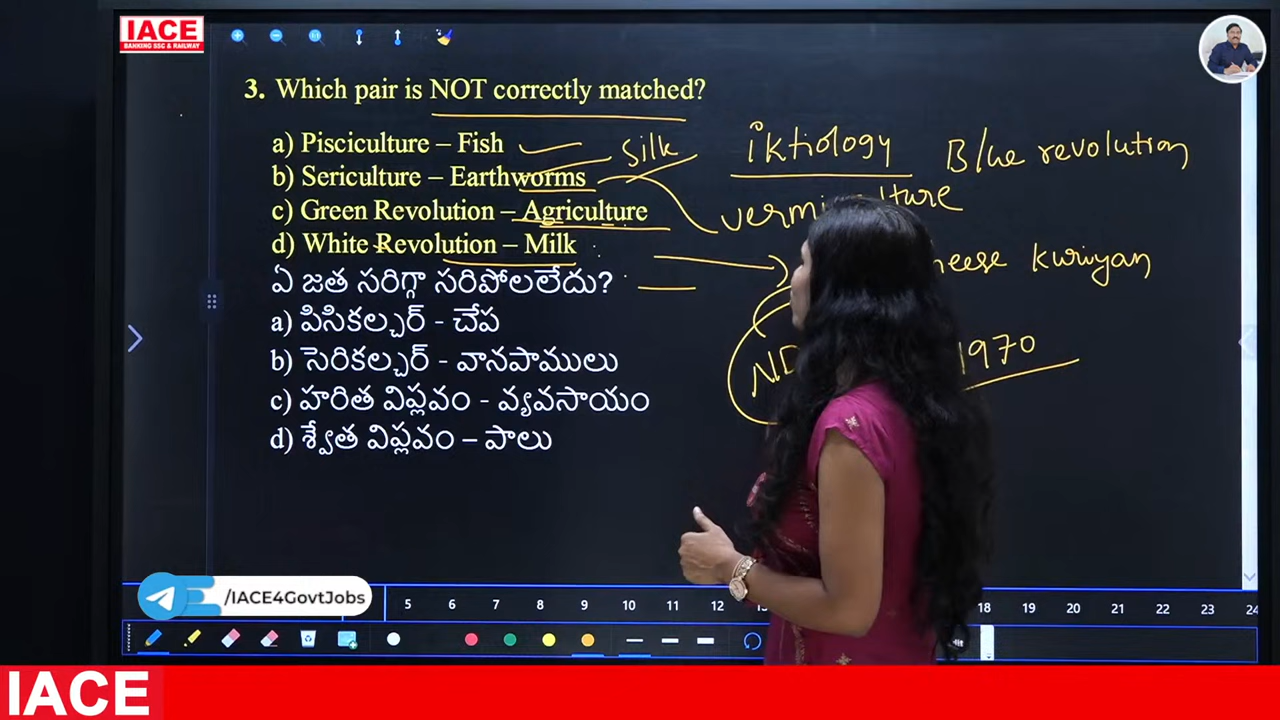 IACE
BANKING SSC & RAILWAY
3. Which pair is NOT correctly matched?
a) Pisciculture – Fish
b) Sericulture – Earthworms
c) Green Revolution – Agriculture
d) White Revolution – Milk
ఏ జత సరిగ్గా సరిపోలలేదు?
a) పిసికల్చర్ - చేప
b) సెరికల్చర్ - వానపాములు
c) హరిత విప్లవం - వ్యవసాయం
d) శ్వేత విప్లవం – పాలు
Silk
iktiology
Blue revolution
kuriyan
1970
/IACE4GovtJobs
5 6 7 8 9 10 11 12 18 19 20 21 22 23 24
IACE